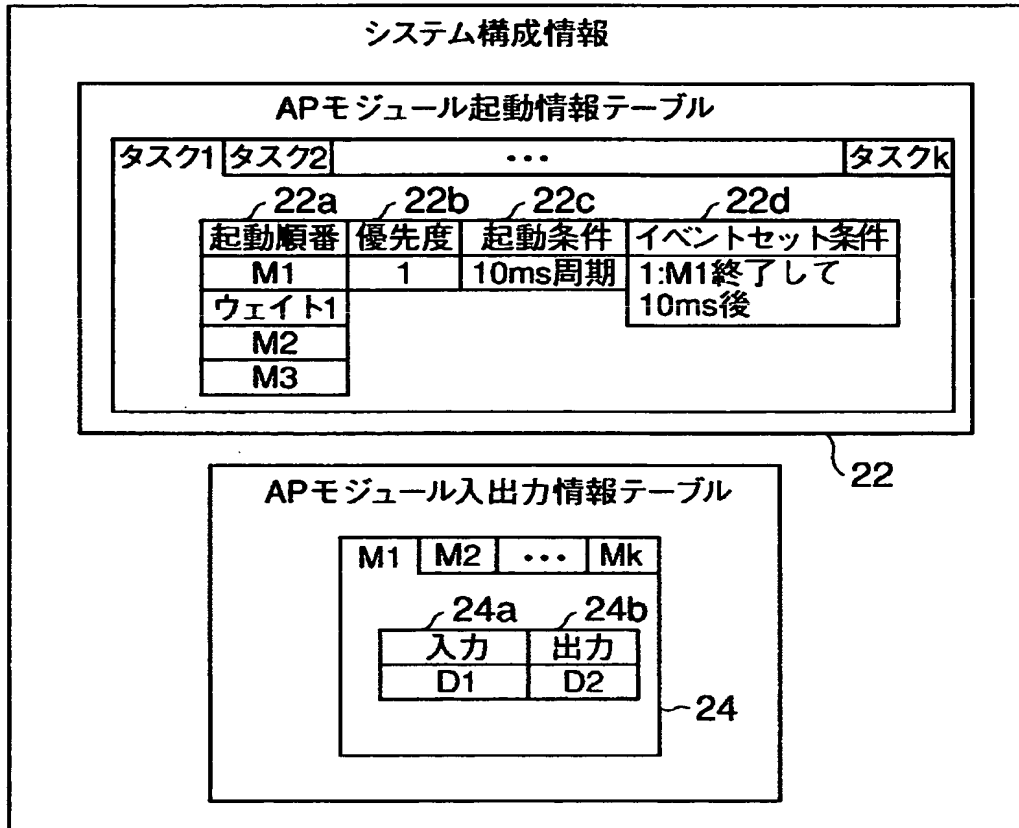 システム構成情報
APモジュール起動情報テーブル
タスク1 タスク2 ・・・ タスクk
22a 22b 22c 22d
起動順番 優先度 起動条件 イベントセット条件
M1 1 10ms周期 1:M1終了して
10ms後
ウェイト1
M2
M3
22
APモジュール入出力情報テーブル
M1 M2 ・・・ Mk
24a 24b
入力 出力
D1 D2
24